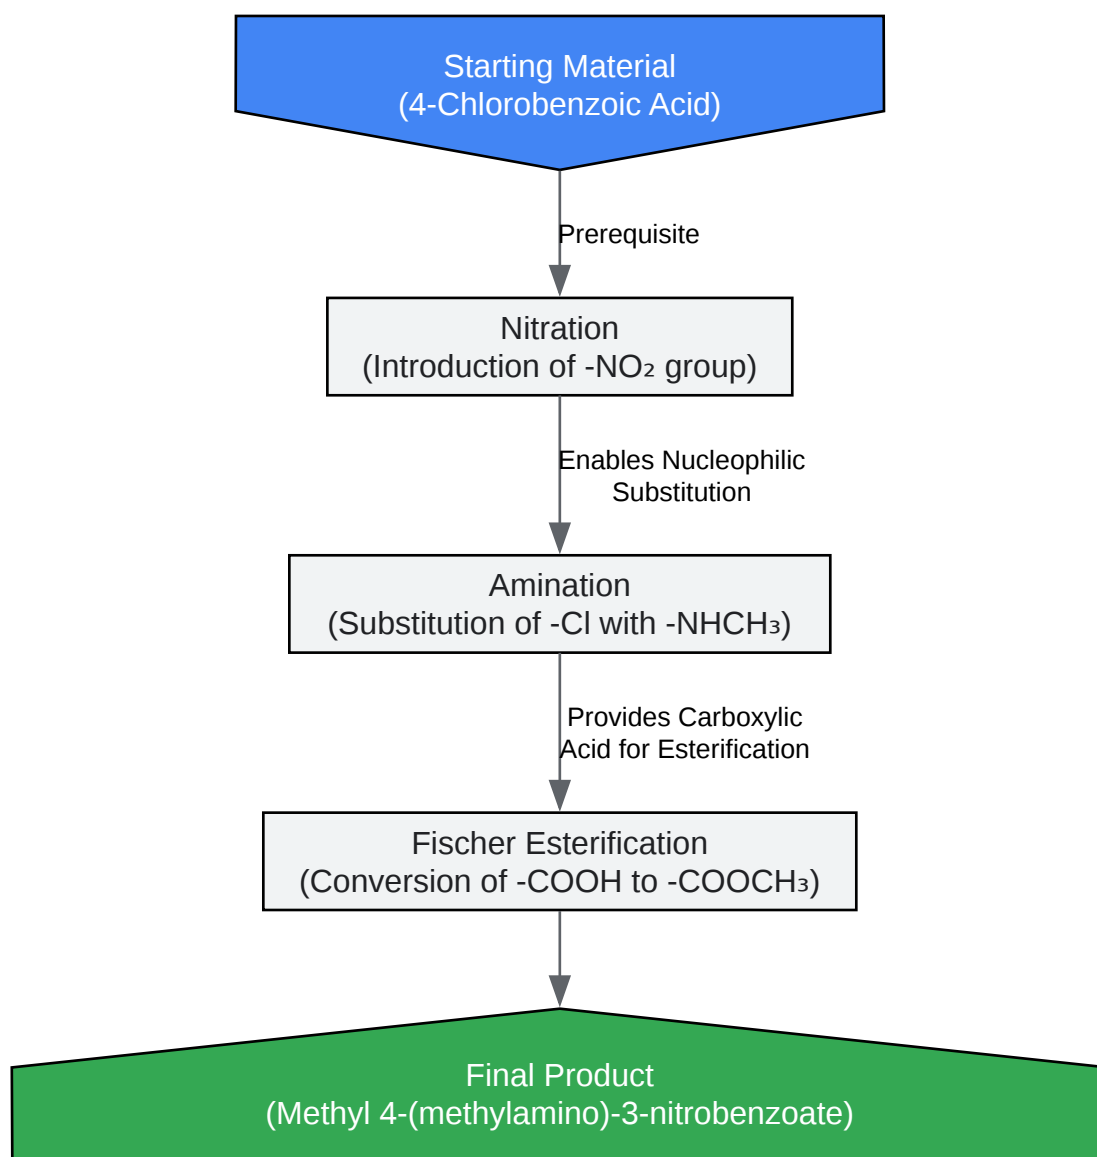 Starting Material
(4-Chlorobenzoic Acid)
Prerequisite
Nitration
(Introduction of -NO₂ group)
Enables Nucleophilic
Substitution
Amination
(Substitution of -Cl with -NHCH₃)
Provides Carboxylic
Acid for Esterification
Fischer Esterification
(Conversion of -COOH to -COOCH₃)
Final Product
(Methyl 4-(methylamino)-3-nitrobenzoate)